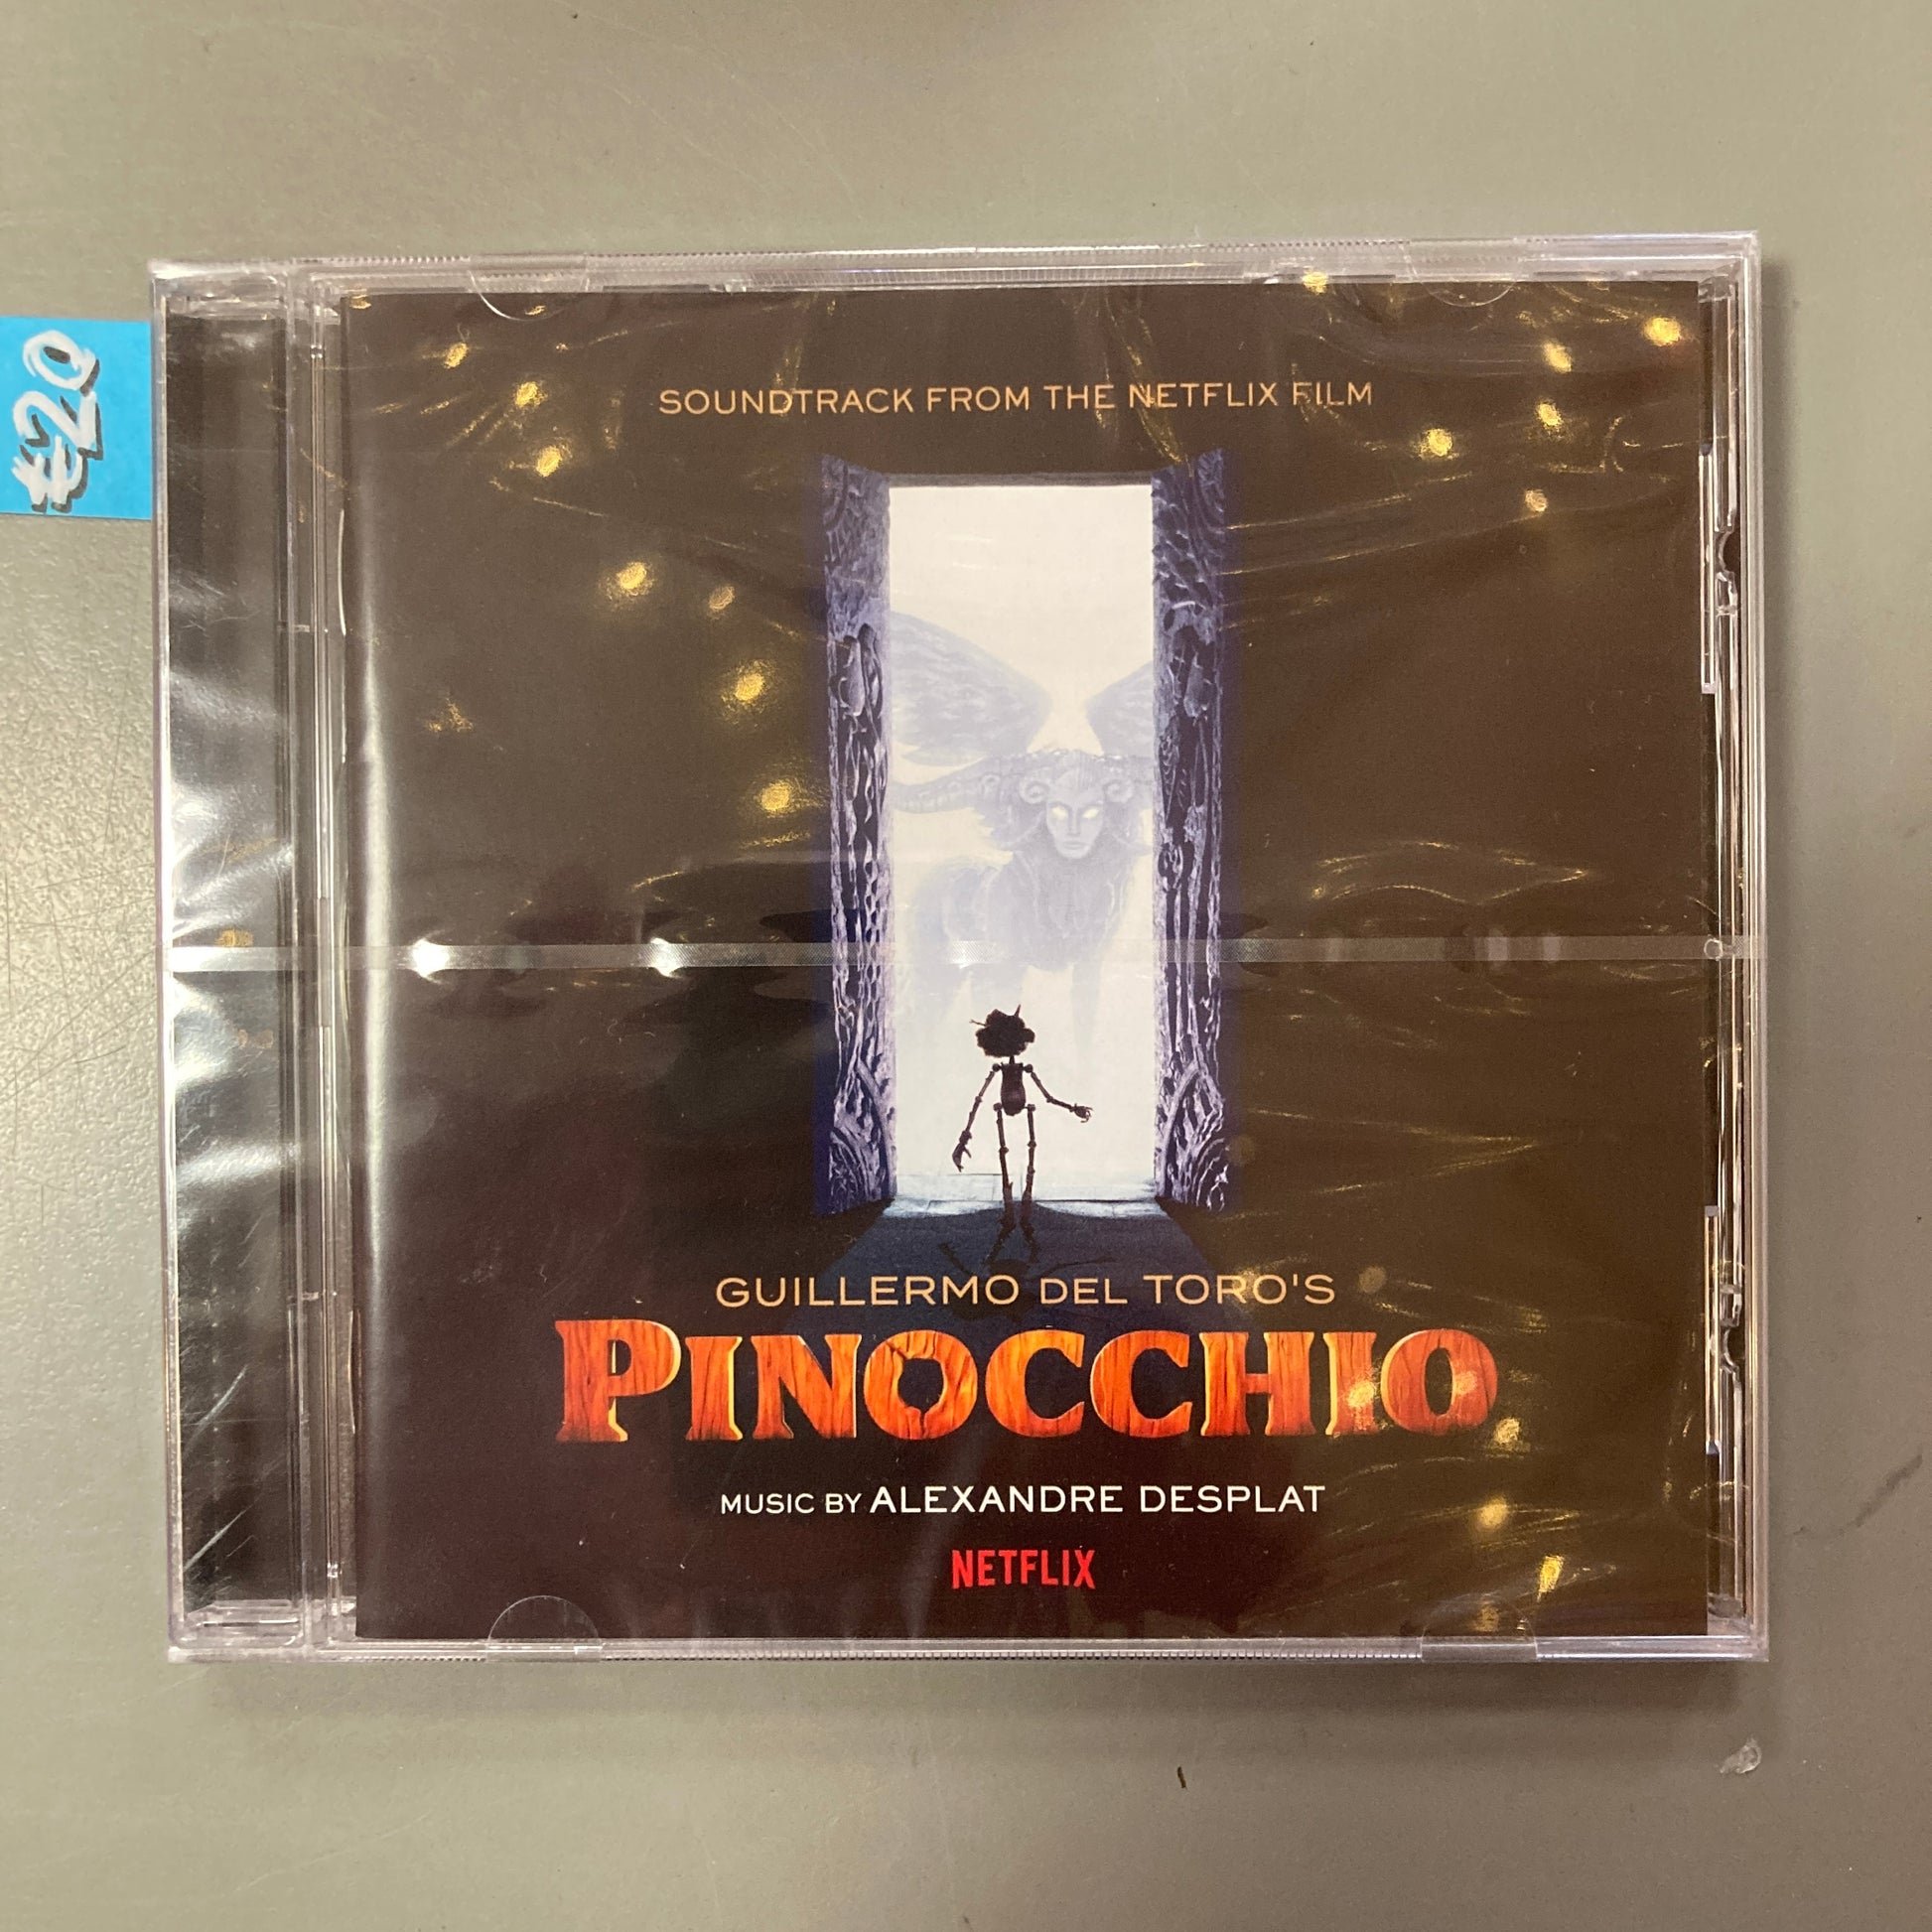 €20
SOUNDTRACK FROM THE NETFLIX FILM
GUILLERMO DEL TORO'S
PINOCCHIO
MUSIC BY ALEXANDRE DESPLAT
NETFLIX